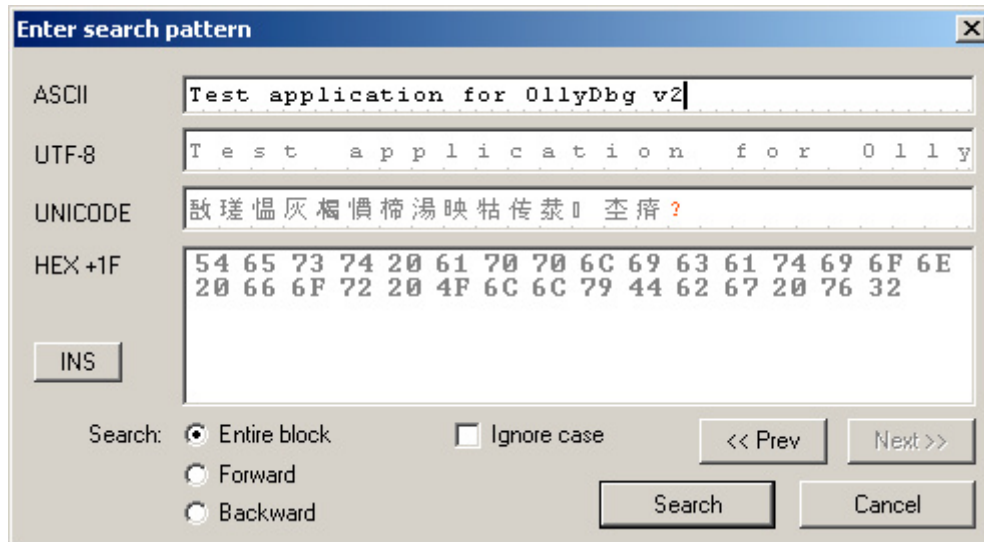 Enter search pattern
ASCII
Test application for OllyDbg v2
UTF-8
T e s t a p p l i c a t i o n f o r O l l y
UNICODE
敔瑳愠灰楬慣楴湯映牯传汬▯ 杢瘠?
HEX +1F
54 65 73 74 20 61 70 70 6C 69 63 61 74 69 6F 6E
20 66 6F 72 20 4F 6C 6C 79 44 62 67 20 76 32
INS
Search: Entire block Ignore case << Prev Next >>
Forward
Backward Search Cancel